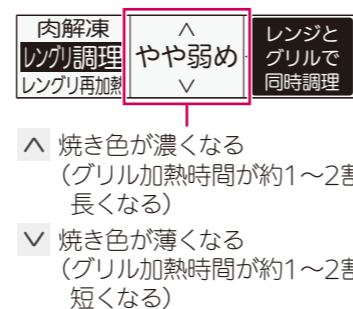 肉解凍
レングリ調理
レングリ再加熱
∧
やや弱め
∨
レンジと
グリルで
同時調理
∧ 焼き色が濃くなる
(グリル加熱時間が約1〜2割
長くなる)
∨ 焼き色が薄くなる
(グリル加熱時間が約1〜2割
短くなる)